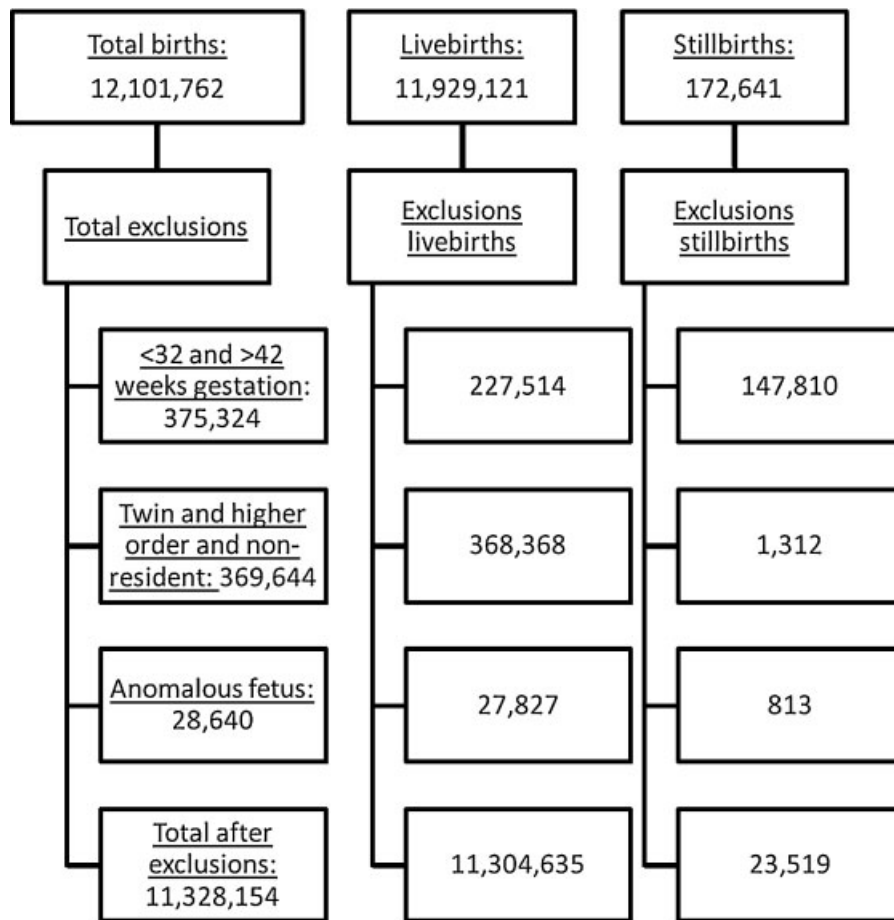 Total births:
12,101,762
Livebirths:
11,929,121
Stillbirths:
172,641
Total exclusions
Exclusions
livebirths
Exclusions
stillbirths
<32 and >42
weeks gestation:
375,324
227,514
147,810
Twin and higher
order and non-
resident: 369,644
368,368
1,312
Anomalous fetus:
28,640
27,827
813
Total after
exclusions:
11,328,154
11,304,635
23,519